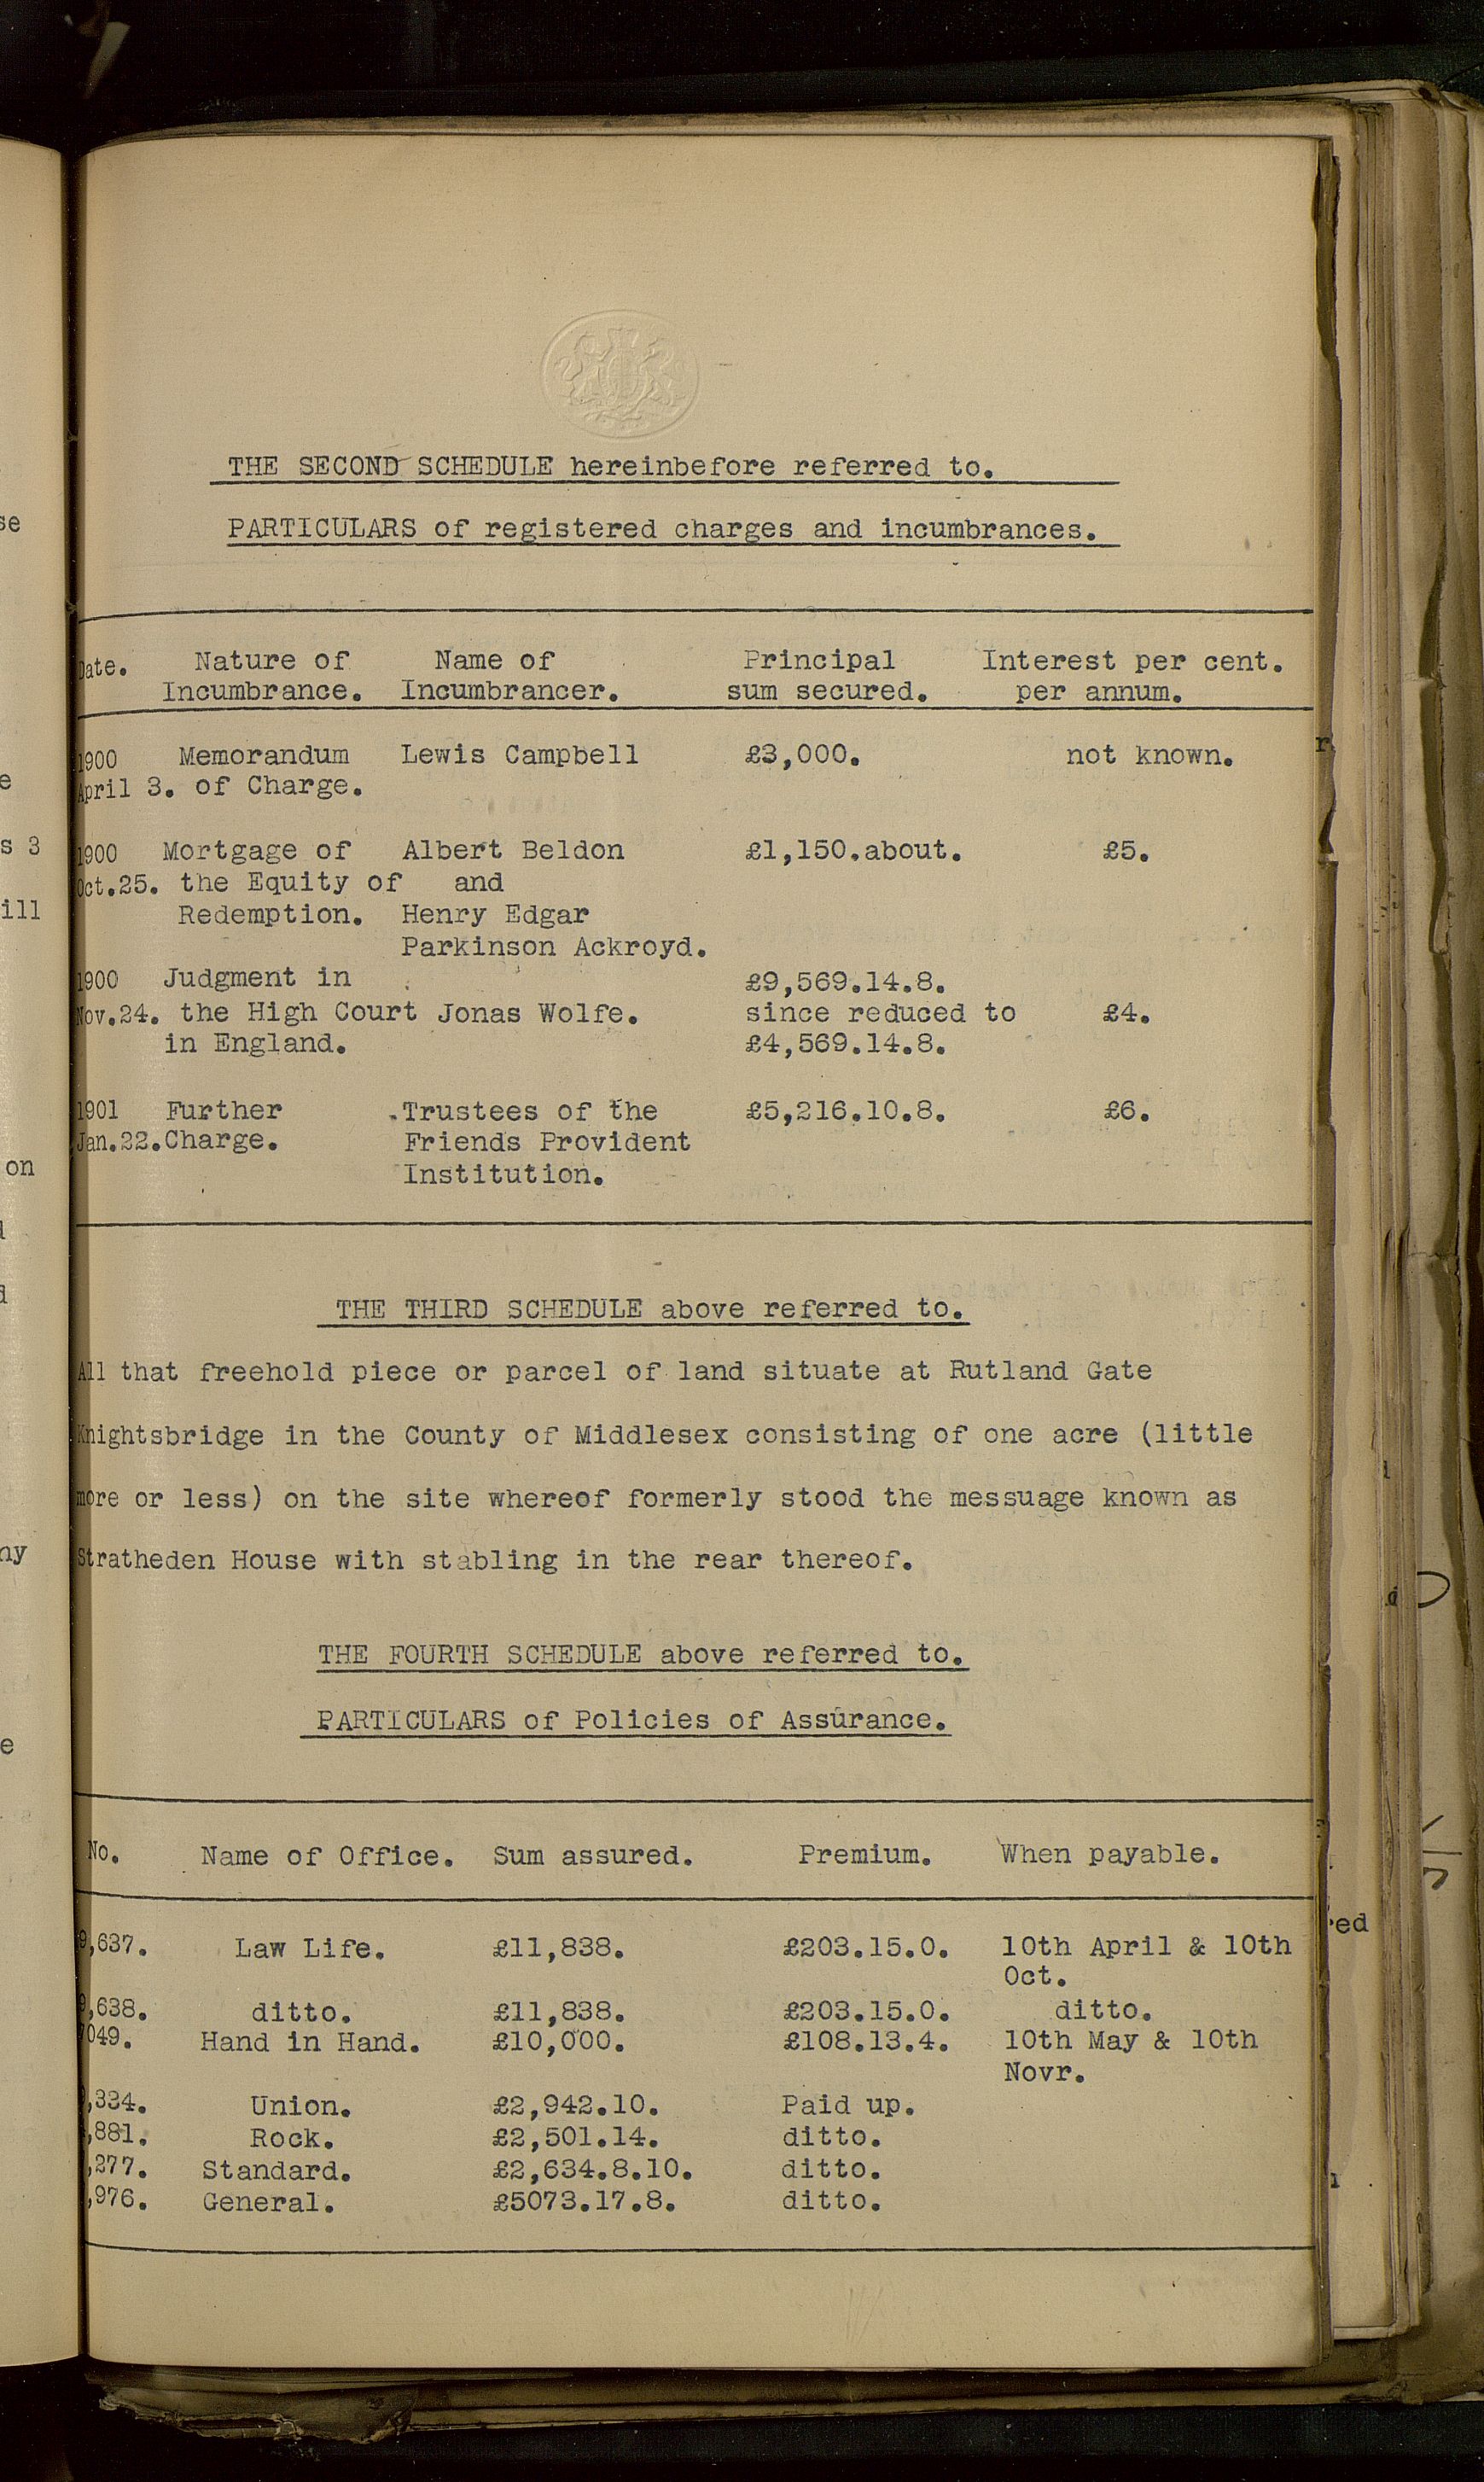 THE SECOND SCHEDULE hereinbefore referred to.
PARTICULARS of registered charges and incumbrances.
Date. Nature of Name of Principal Interest per cent.
Incumbrance. Incumbrancer. sum secured. per annum.
1900 Memorandum Lewis Campbell £3,000. not known.
April 3. of Charge.
1900 Mortgage of Albert Beldon £1,150.about. £5.
Oct.25. the Equity of and
Redemption. Henry Edgar
Parkinson Ackroyd.
1900 Judgment in £9,569.14.8.
Nov.24. the High Court Jonas Wolfe. since reduced to £4.
in England. £4,569.14.8.
1901 Further Trustees of the £5,216.10.8. £6.
Jan.22. Charge. Friends Provident
Institution.
THE THIRD SCHEDULE above referred to.
All that freehold piece or parcel of land situate at Rutland Gate
Knightsbridge in the County of Middlesex consisting of one acre (little
more or less) on the site whereof formerly stood the messuage known as
Stratheden House with stabling in the rear thereof.
THE FOURTH SCHEDULE above referred to.
PARTICULARS of Policies of Assurance.
No. Name of Office. Sum assured. Premium. When payable.
9,637. Law Life. £11,838. £203.15.0. 10th April & 10th
Oct.
9,638. ditto. £11,838. £203.15.0. ditto.
049. Hand in Hand. £10,000. £108.13.4. 10th May & 10th
Novr.
,334. Union. £2,942.10. Paid up.
,881. Rock. £2,501.14. ditto.
,277. Standard. £2,634.8.10. ditto.
,976. General. £5073.17.8. ditto.